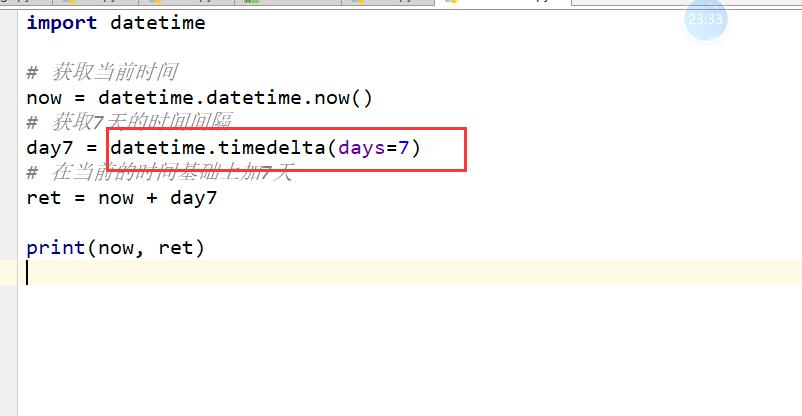 23:33
import datetime
# 获取当前时间
now = datetime.datetime.now()
# 获取7天的时间间隔
day7 = datetime.timedelta(days=7)
# 在当前的时间基础上加7天
ret = now + day7
print(now, ret)